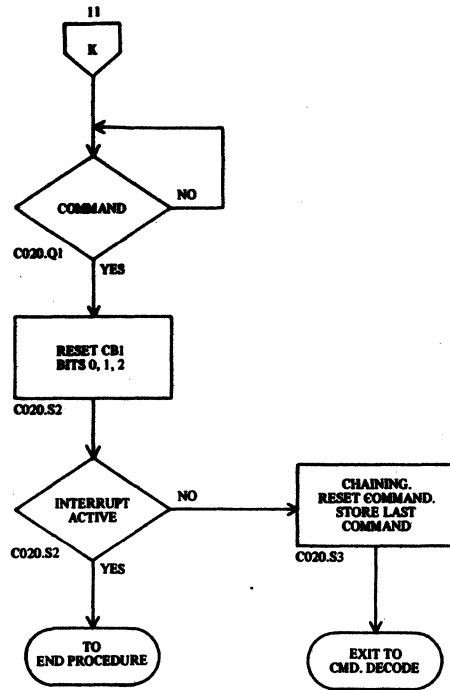 11
K
COMMAND
NO
C020.Q1
YES
RESET CB1
BITS 0, 1, 2
C020.S2
INTERRUPT
ACTIVE
NO
C020.S2
YES
CHAINING.
RESET COMMAND.
STORE LAST
COMMAND
C020.S3
TO
END PROCEDURE
EXIT TO
CMD. DECODE